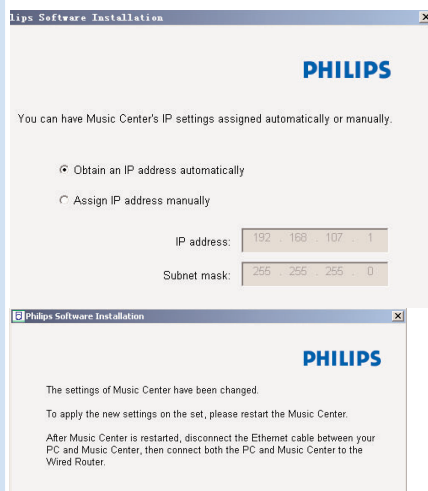 lips Software Installation
PHILIPS
You can have Music Center's IP settings assigned automatically or manually.
Obtain an IP address automatically
Assign IP address manually
IP address: 192 . 168 . 107 . 1
Subnet mask: 255 . 255 . 255 . 0
Philips Software Installation
PHILIPS
The settings of Music Center have been changed.
To apply the new settings on the set, please restart the Music Center.
After Music Center is restarted, disconnect the Ethernet cable between your
PC and Music Center, then connect both the PC and Music Center to the
Wired Router.